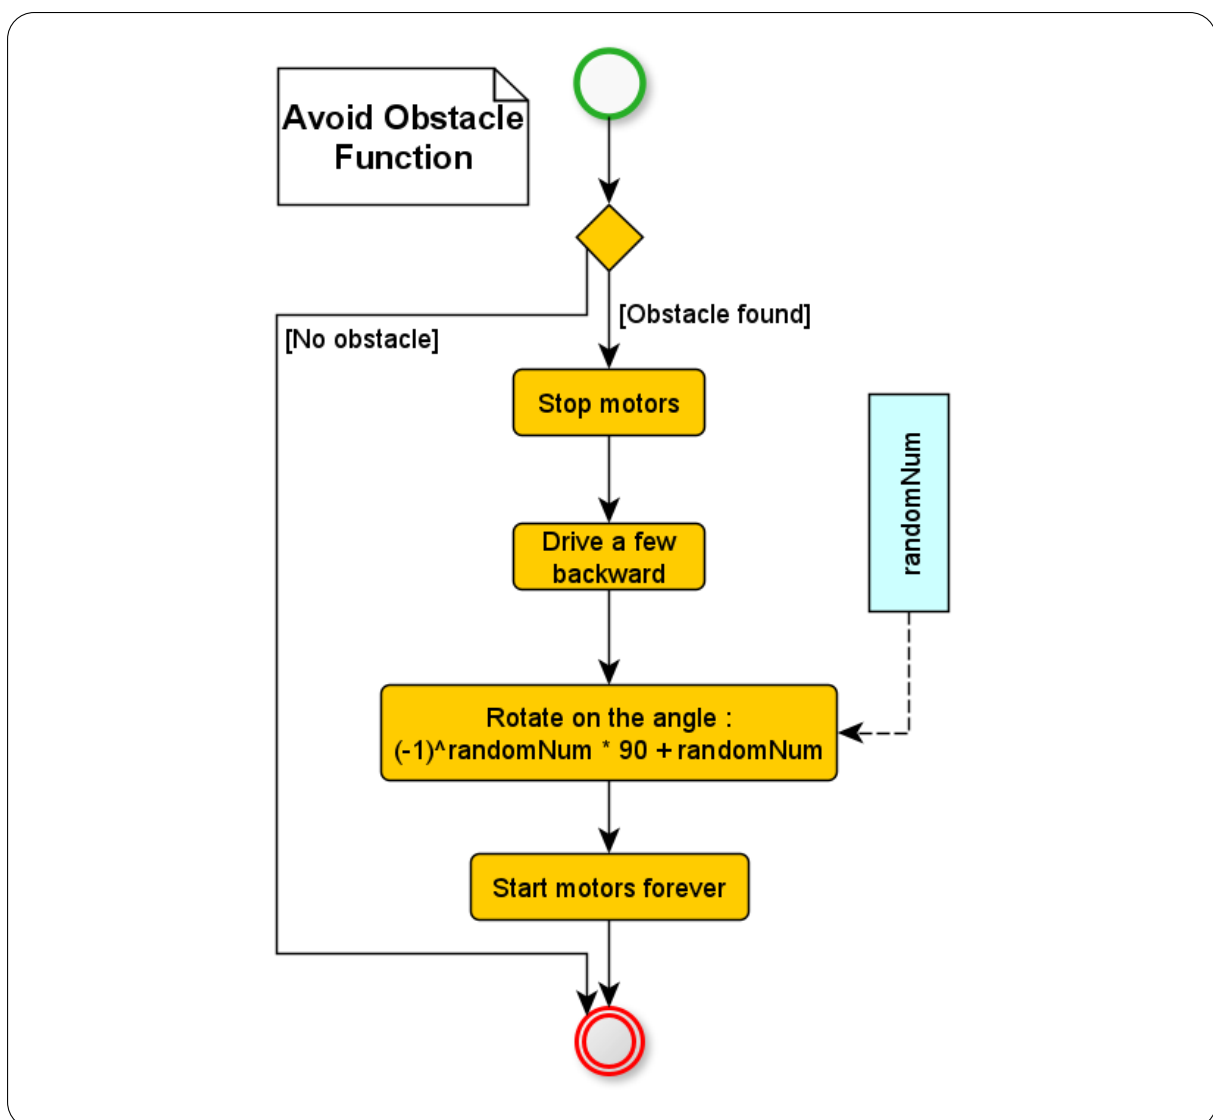 Avoid Obstacle
Function
[Obstacle found]
[No obstacle]
Stop motors
randomNum
Drive a few
backward
Rotate on the angle :
(-1)^randomNum * 90 + randomNum
Start motors forever